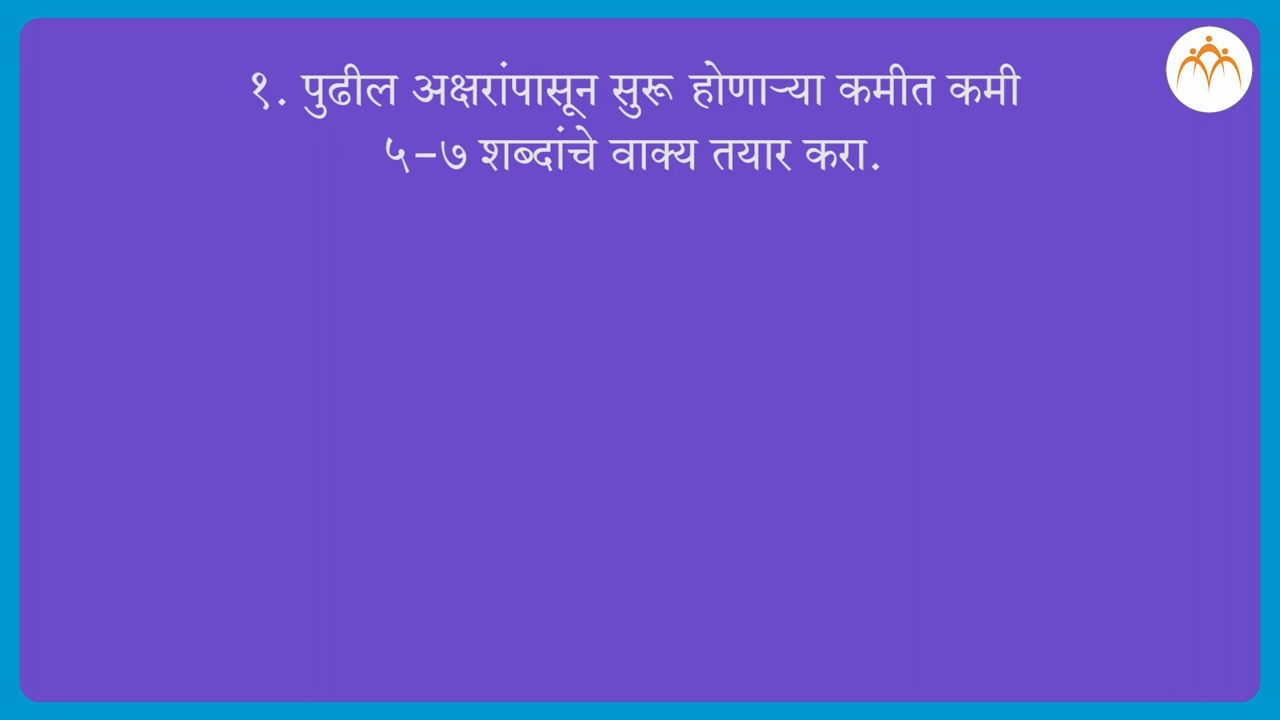 १. पुढील अक्षरांपासून सुरू होणाऱ्या कमीत कमी
५-७ शब्दांचे वाक्य तयार करा.